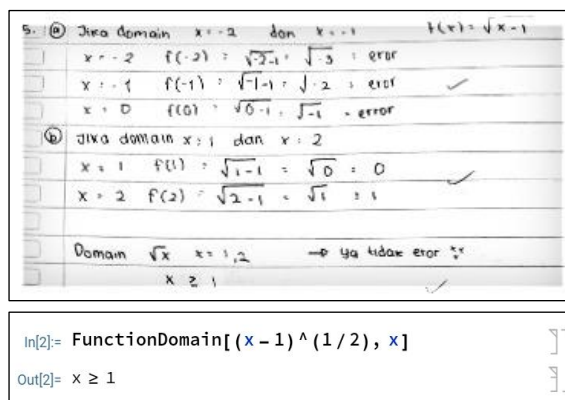 5. (a) Jika domain x = -2 dan x = -1 f(x) = √x-1
x = -2 f(-2) = √-2-1 = √-3 = eror
x = -1 f(-1) = √-1-1 = √-2 = eror
x = 0 f(0) = √0-1 = √-1 = error
(b) Jika domain x = 1 dan x = 2
x = 1 f(1) = √1-1 = √0 = 0
x = 2 f(2) = √2-1 = √1 = 1
Domain √x x = 1,2 → ya tidak eror
x ≥ 1
In[2]:= FunctionDomain[(x - 1)^(1/2), x]
Out[2]= x ≥ 1